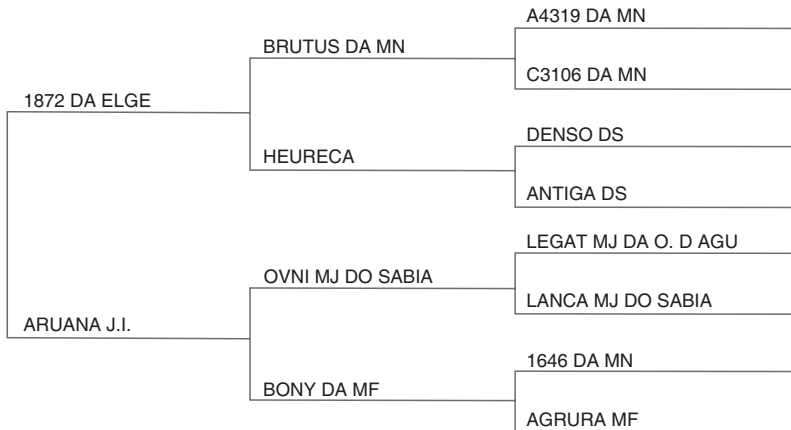 A4319 DA MN
BRUTUS DA MN
C3106 DA MN
1872 DA ELGE
DENSO DS
HEURECA
ANTIGA DS
LEGAT MJ DA O. D AGU
OVNI MJ DO SABIA
LANCA MJ DO SABIA
ARUANA J.I.
1646 DA MN
BONY DA MF
AGRURA MF